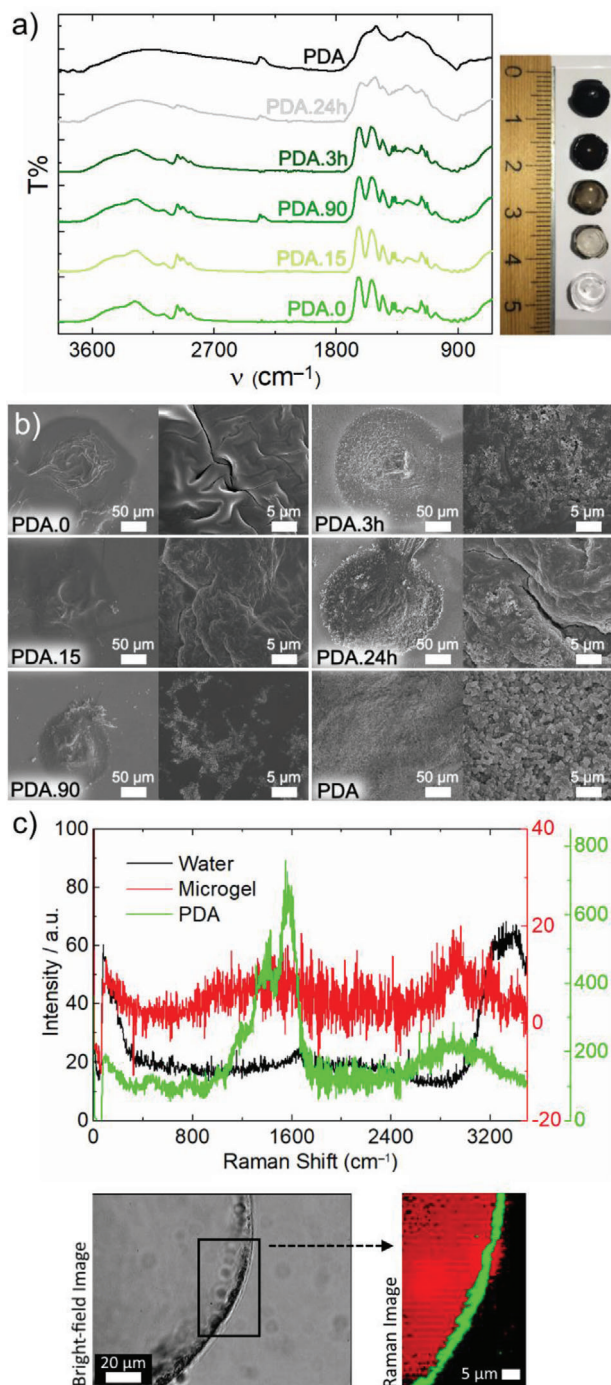 a)
PDA
PDA.24h
PDA.3h
PDA.90
PDA.15
PDA.0
T%
3600 2700 1800 900
ν (cm⁻¹)
0
1
2
3
4
5
b)
50 µm 5 µm 50 µm 5 µm
PDA.0 PDA.3h
50 µm 5 µm 50 µm 5 µm
PDA.15 PDA.24h
50 µm 5 µm 50 µm 5 µm
PDA.90 PDA
c)
100 40
800
Water
Microgel
PDA
80
20
600
60
Intensity / a.u.
40
0
400
20
200
0 -20 0
0 800 1600 2400 3200
Raman Shift (cm⁻¹)
Bright-field Image
20 µm
Raman Image
5 µm